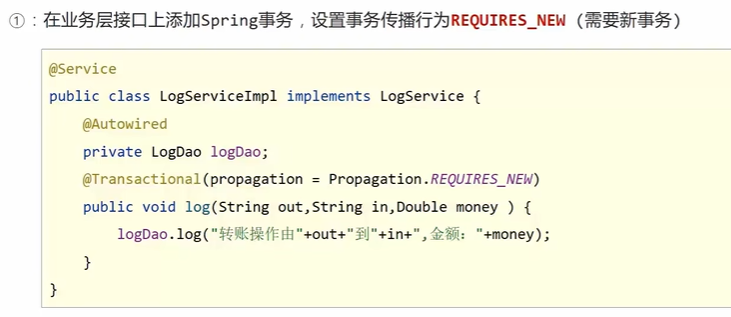 ①：在业务层接口上添加Spring事务，设置事务传播行为REQUIRES_NEW（需要新事务）
@Service
public class LogServiceImpl implements LogService {
    @Autowired
    private LogDao logDao;
    @Transactional(propagation = Propagation.REQUIRES_NEW)
    public void log(String out,String in,Double money ) {
        logDao.log("转账操作由"+out+"到"+in+",金额："+money);
    }
}